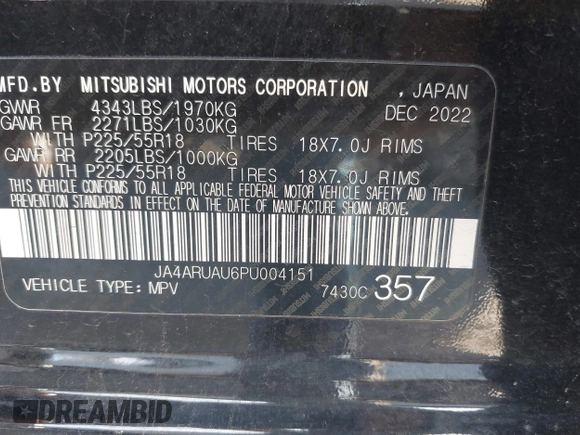 MFD.BY MITSUBISHI MOTORS CORPORATION , JAPAN
GVWR 4343LBS/1970KG DEC 2022
GAWR FR 2271LBS/1030KG
WITH P225/55R18 TIRES 18X7.0J RIMS
GAWR RR 2205LBS/1000KG
WITH P225/55R18 TIRES 18X7.0J RIMS
THIS VEHICLE CONFORMS TO ALL APPLICABLE FEDERAL MOTOR VEHICLE SAFETY AND THEFT
PREVENTION STANDARDS IN EFFECT ON THE DATE OF MANUFACTURE SHOWN ABOVE.
JA4ARUAU6PU004151
VEHICLE TYPE:MPV 7430C 357
DREAMBID